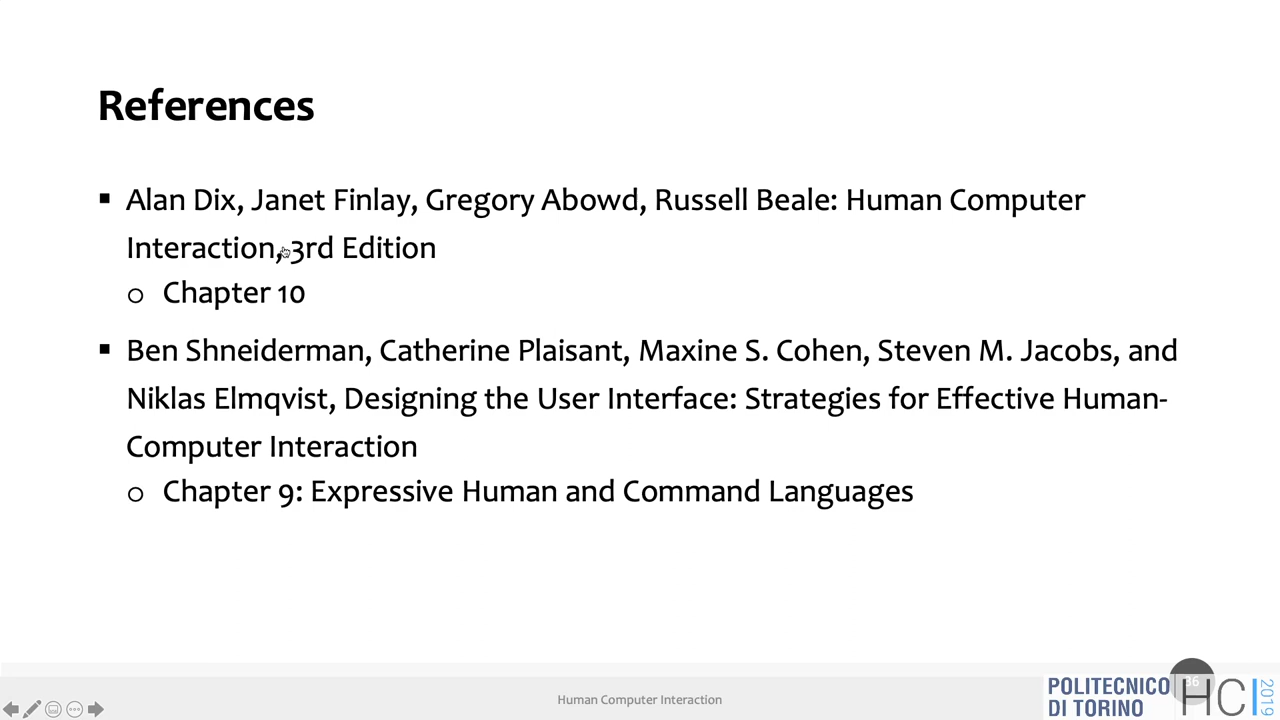 References
▪ Alan Dix, Janet Finlay, Gregory Abowd, Russell Beale: Human Computer
Interaction, 3rd Edition
o Chapter 10
▪ Ben Shneiderman, Catherine Plaisant, Maxine S. Cohen, Steven M. Jacobs, and
Niklas Elmqvist, Designing the User Interface: Strategies for Effective Human-
Computer Interaction
o Chapter 9: Expressive Human and Command Languages
Human Computer Interaction
POLITECNICO
DI TORINO
36
HCI
2019